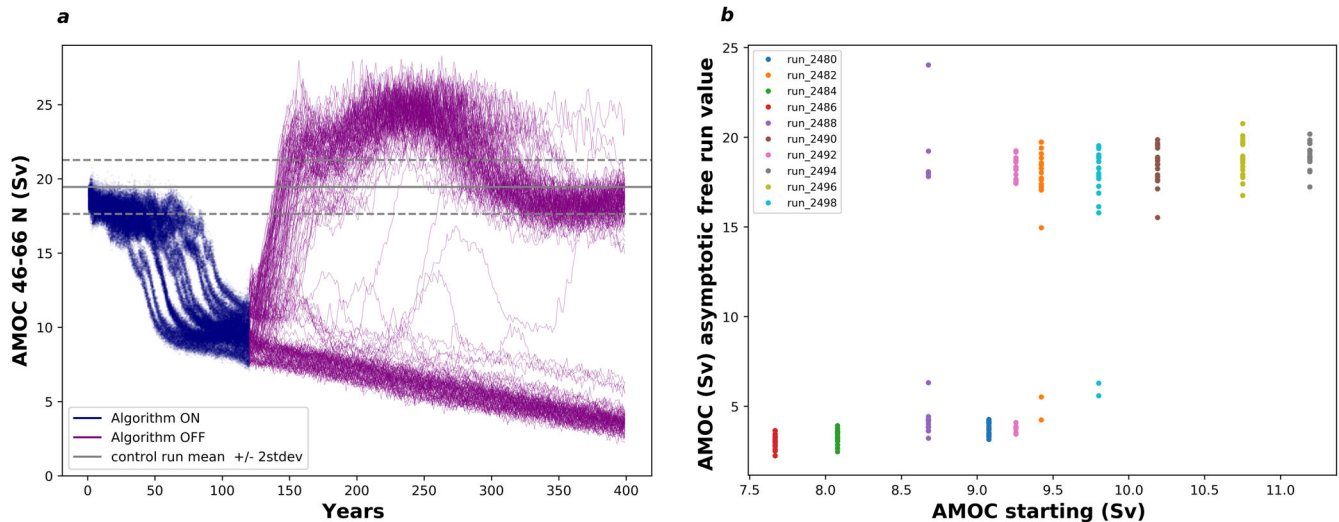 a
AMOC 46-66 N (Sv)
25
20
15
10
5
0
Algorithm ON
Algorithm OFF
control run mean +/- 2stdev
0 50 100 150 200 250 300 350 400
Years
b
AMOC (Sv) asymptotic free run value
25
20
15
10
5
run_2480
run_2482
run_2484
run_2486
run_2488
run_2490
run_2492
run_2494
run_2496
run_2498
7.5 8.0 8.5 9.0 9.5 10.0 10.5 11.0
AMOC starting (Sv)